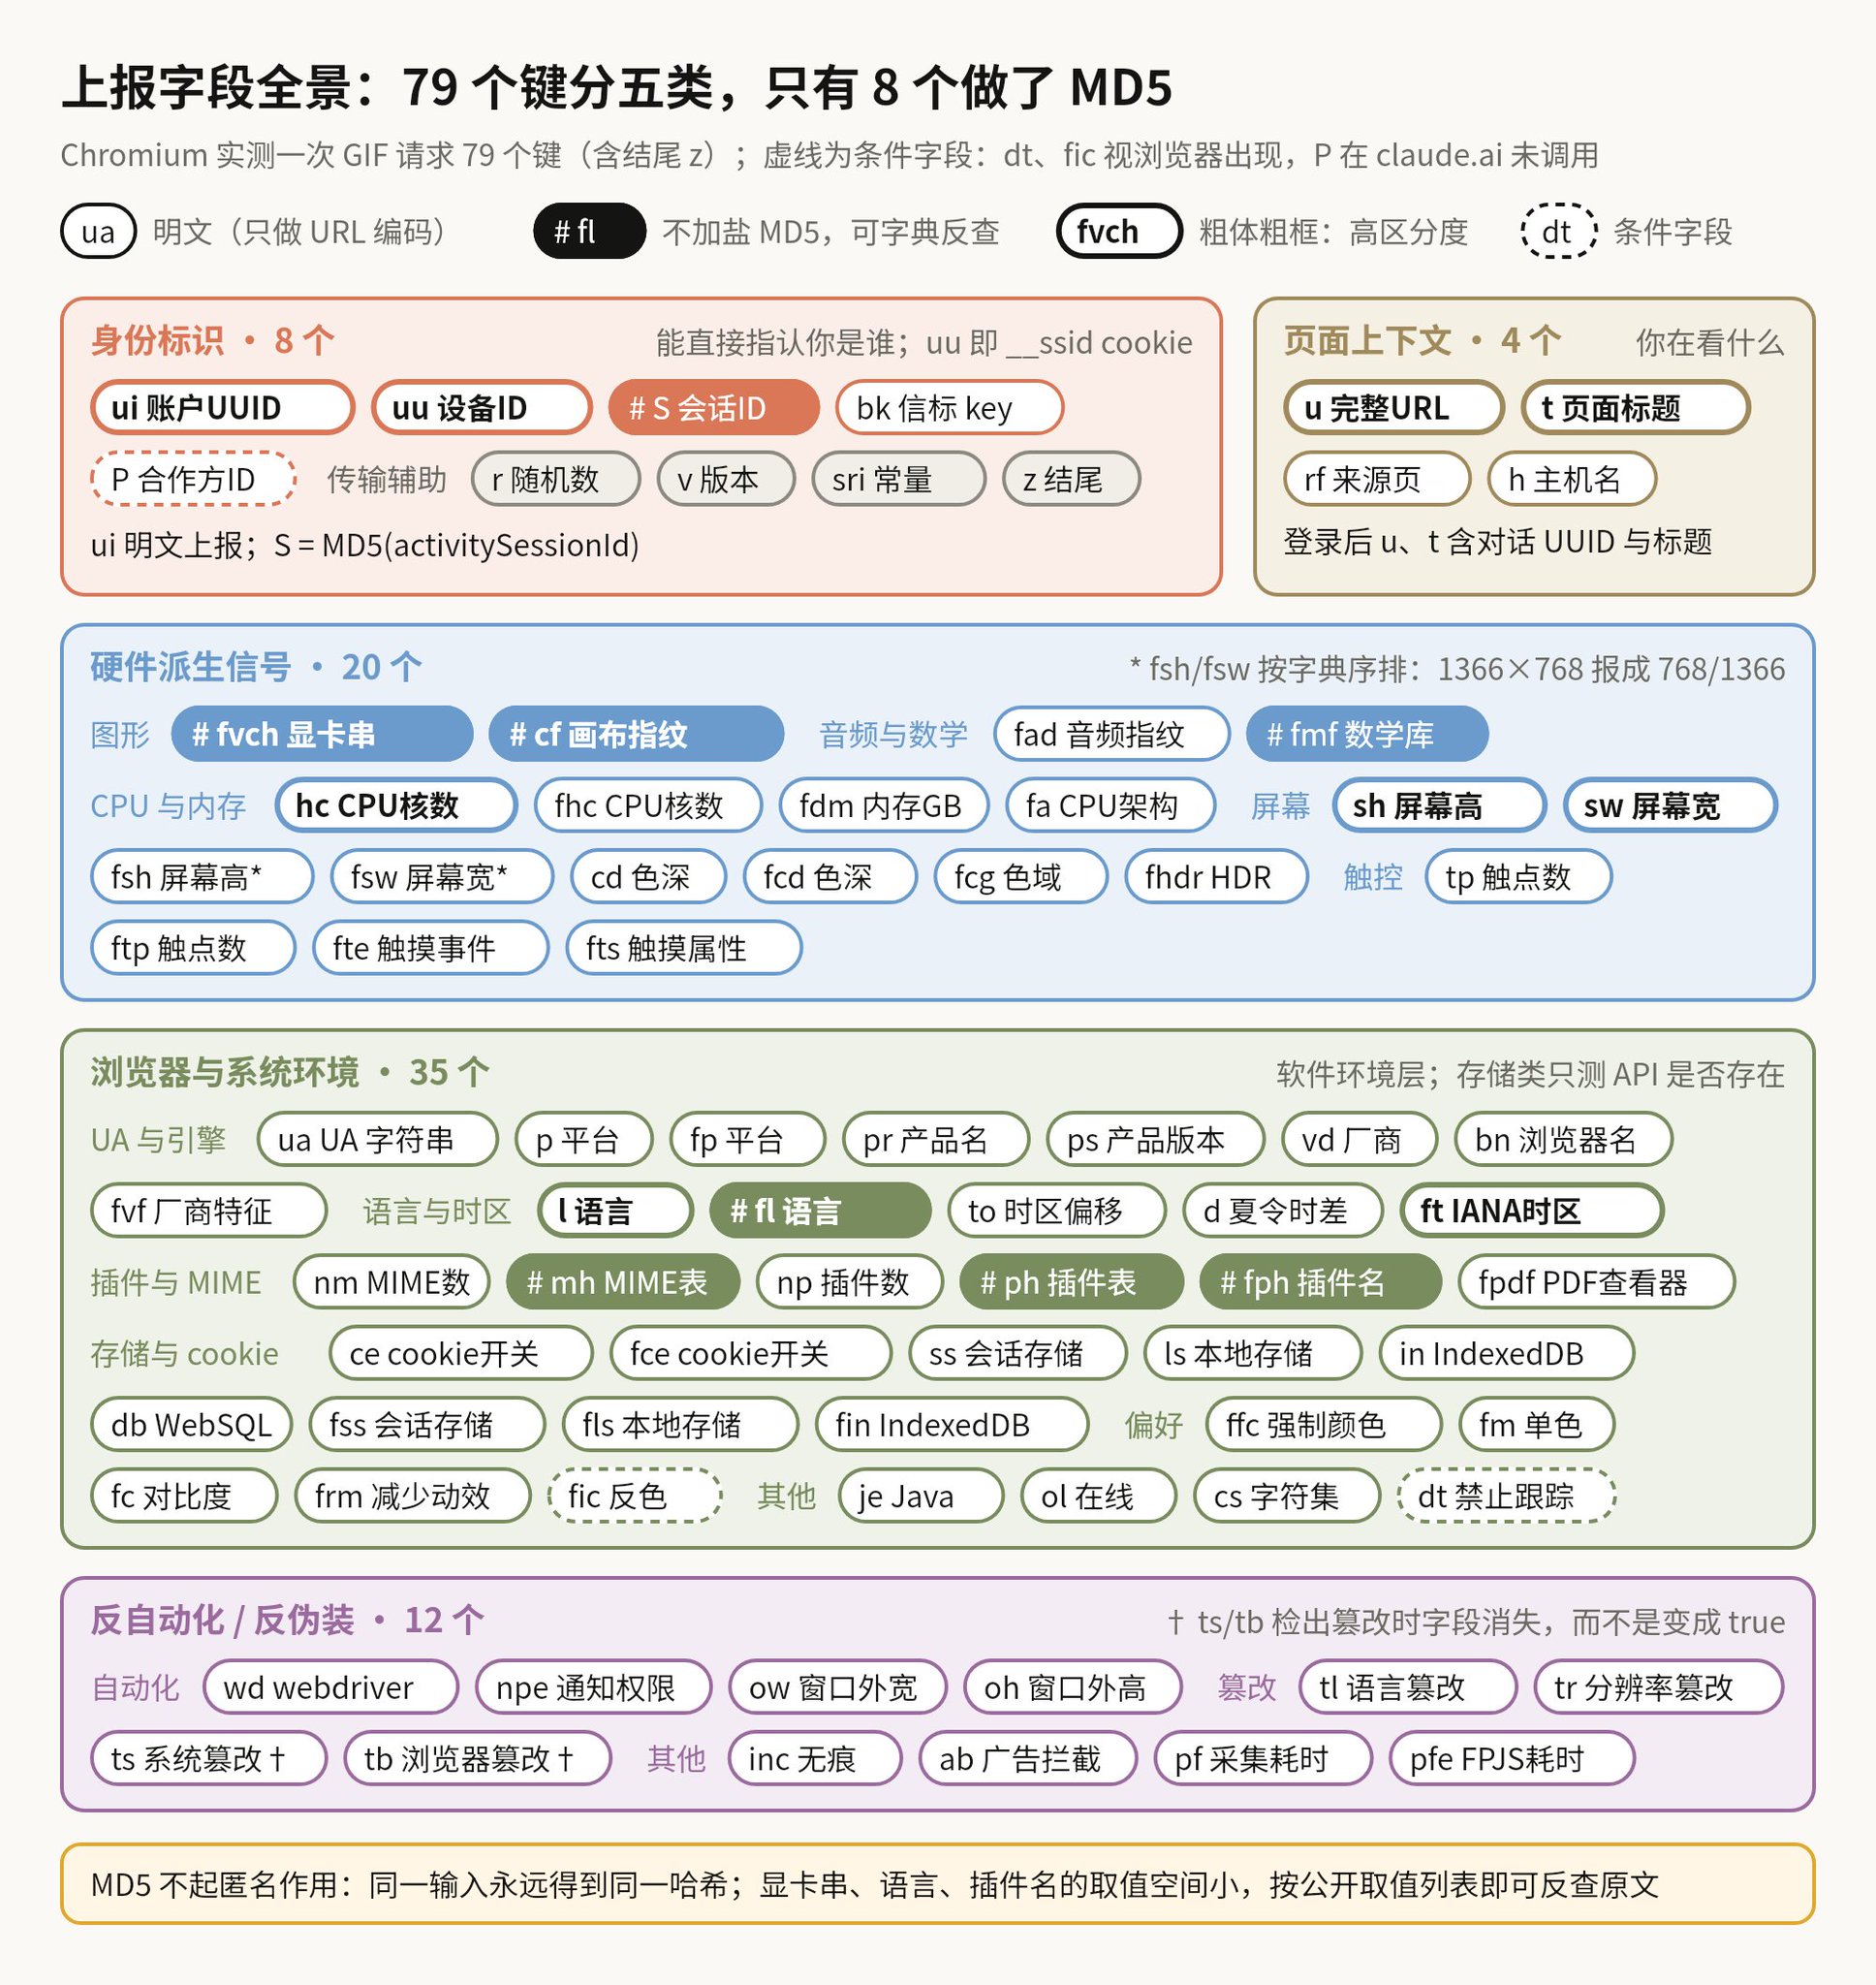 上报字段全景：79 个键分五类，只有 8 个做了 MD5
Chromium 实测一次 GIF 请求 79 个键（含结尾 z）；虚线为条件字段：dt、fic 视浏览器出现，P 在 claude.ai 未调用
ua 明文（只做 URL 编码） # fl 不加盐 MD5，可字典反查 fvch 粗体粗框：高区分度 dt 条件字段
身份标识 · 8 个 能直接指认你是谁；uu 即 __ssid cookie
ui 账户UUID uu 设备ID # S 会话ID bk 信标 key
P 合作方ID 传输辅助 r 随机数 v 版本 sri 常量 z 结尾
ui 明文上报；S = MD5(activitySessionId)
页面上下文 · 4 个 你在看什么
u 完整URL t 页面标题
rf 来源页 h 主机名
登录后 u、t 含对话 UUID 与标题
硬件派生信号 · 20 个 * fsh/fsw 按字典序排：1366×768 报成 768/1366
图形 # fvch 显卡串 # cf 画布指纹 音频与数学 fad 音频指纹 # fmf 数学库
CPU 与内存 hc CPU核数 fhc CPU核数 fdm 内存GB fa CPU架构 屏幕 sh 屏幕高 sw 屏幕宽
fsh 屏幕高* fsw 屏幕宽* cd 色深 fcd 色深 fcg 色域 fhdr HDR 触控 tp 触点数
ftp 触点数 fte 触摸事件 fts 触摸属性
浏览器与系统环境 · 35 个 软件环境层；存储类只测 API 是否存在
UA 与引擎 ua UA 字符串 p 平台 fp 平台 pr 产品名 ps 产品版本 vd 厂商 bn 浏览器名
fvf 厂商特征 语言与时区 l 语言 # fl 语言 to 时区偏移 d 夏令时差 ft IANA时区
插件与 MIME nm MIME数 # mh MIME表 np 插件数 # ph 插件表 # fph 插件名 fpdf PDF查看器
存储与 cookie ce cookie开关 fce cookie开关 ss 会话存储 ls 本地存储 in IndexedDB
db WebSQL fss 会话存储 fls 本地存储 fin IndexedDB 偏好 ffc 强制颜色 fm 单色
fc 对比度 frm 减少动效 fic 反色 其他 je Java ol 在线 cs 字符集 dt 禁止跟踪
反自动化 / 反伪装 · 12 个 † ts/tb 检出篡改时字段消失，而不是变成 true
自动化 wd webdriver npe 通知权限 ow 窗口外宽 oh 窗口外高 篡改 tl 语言篡改 tr 分辨率篡改
ts 系统篡改 † tb 浏览器篡改 † 其他 inc 无痕 ab 广告拦截 pf 采集耗时 pfe FPJS耗时
MD5 不起匿名作用：同一输入永远得到同一哈希；显卡串、语言、插件名的取值空间小，按公开取值列表即可反查原文